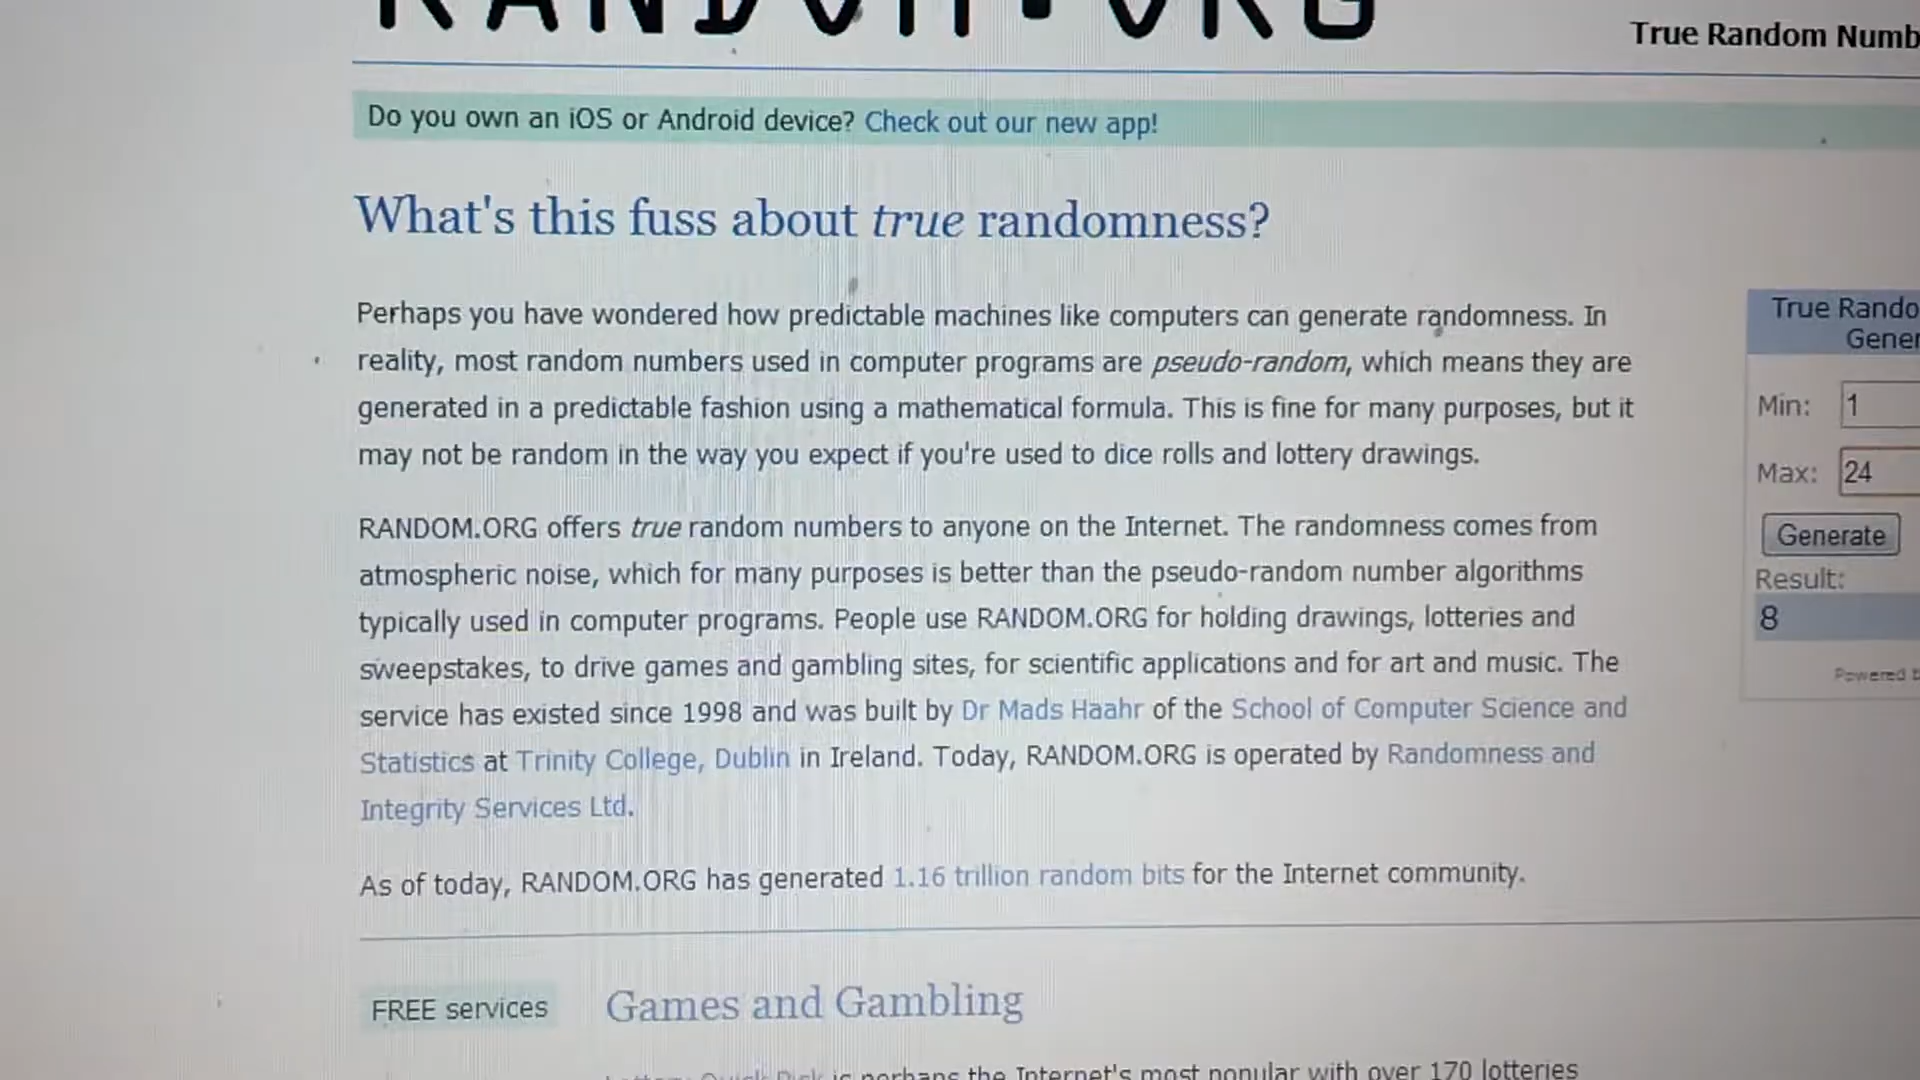 RANDOM.ORG
True Random Numb
Do you own an iOS or Android device? Check out our new app!
What's this fuss about true randomness?
Perhaps you have wondered how predictable machines like computers can generate randomness. In
reality, most random numbers used in computer programs are pseudo-random, which means they are
generated in a predictable fashion using a mathematical formula. This is fine for many purposes, but it
may not be random in the way you expect if you're used to dice rolls and lottery drawings.
RANDOM.ORG offers true random numbers to anyone on the Internet. The randomness comes from
atmospheric noise, which for many purposes is better than the pseudo-random number algorithms
typically used in computer programs. People use RANDOM.ORG for holding drawings, lotteries and
sweepstakes, to drive games and gambling sites, for scientific applications and for art and music. The
service has existed since 1998 and was built by Dr Mads Haahr of the School of Computer Science and
Statistics at Trinity College, Dublin in Ireland. Today, RANDOM.ORG is operated by Randomness and
Integrity Services Ltd.
As of today, RANDOM.ORG has generated 1.16 trillion random bits for the Internet community.
True Rando
Gener
Min: 1
Max: 24
Generate
Result:
8
Powered b
FREE services
Games and Gambling
Quick Pick is perhaps the Internet's most popular with over 170 lotteries